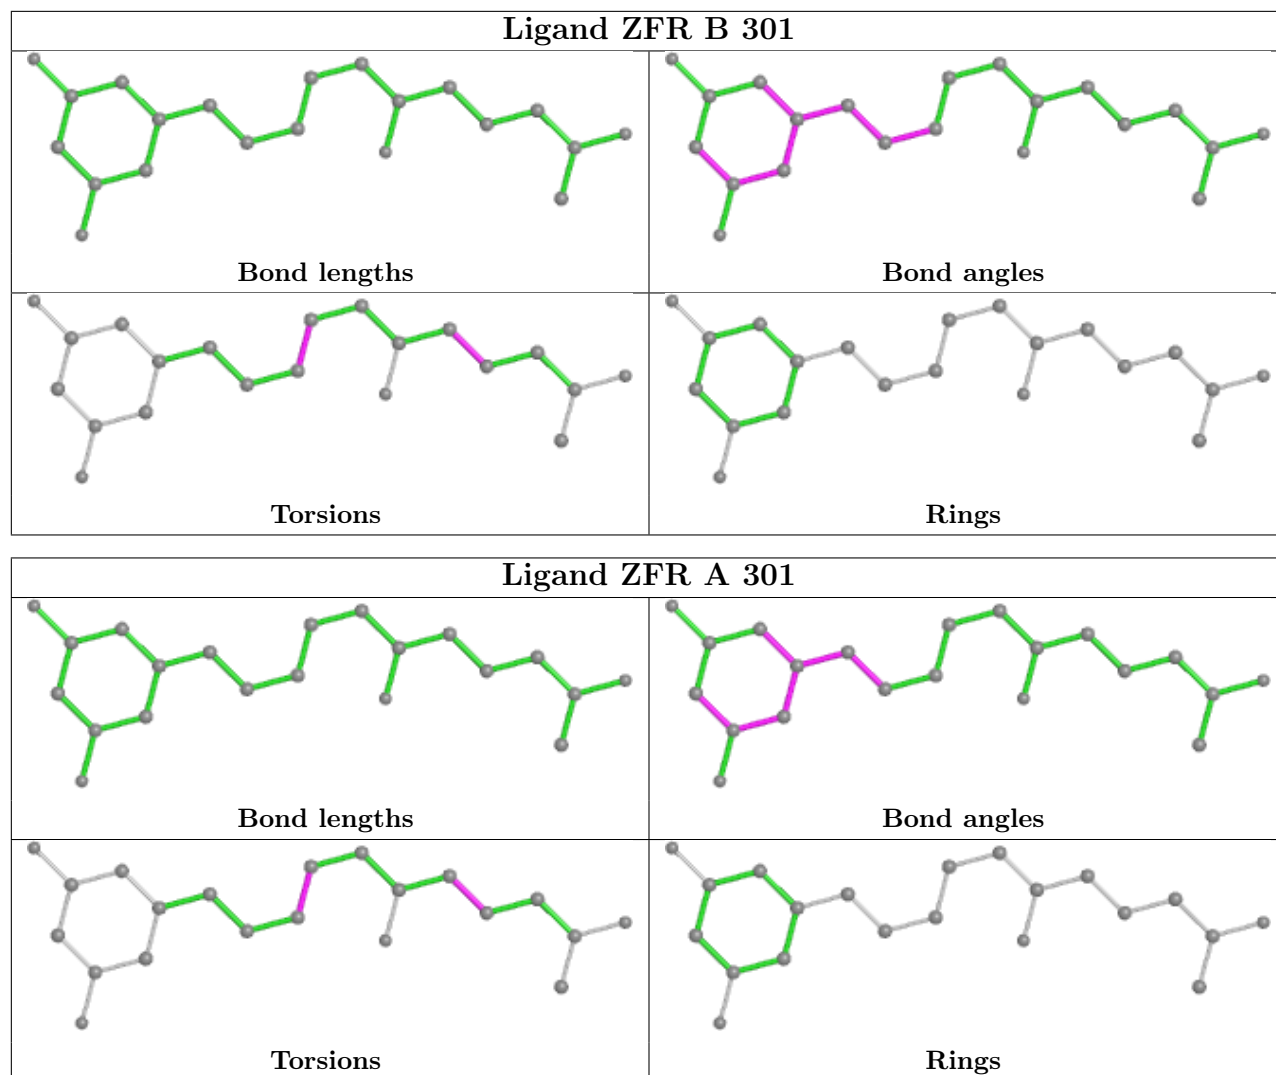 Ligand ZFR B 301
Bond lengths
Bond angles
Torsions
Rings
Ligand ZFR A 301
Bond lengths
Bond angles
Torsions
Rings